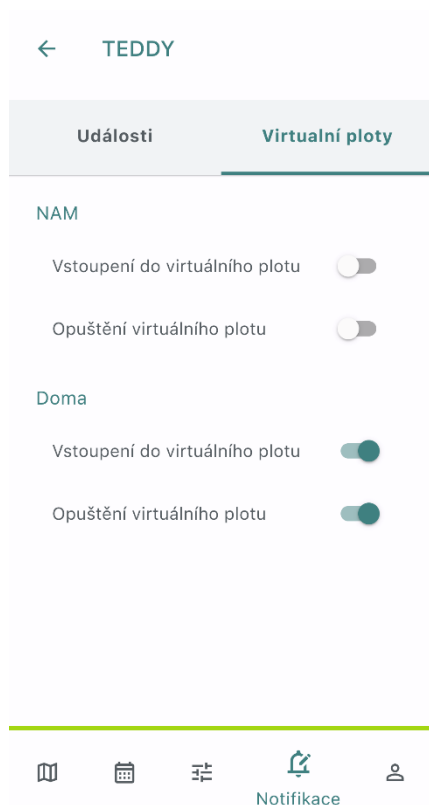 TEDDY
Události
Virtualní ploty
NAM
Vstoupení do virtuálního plotu
Opuštění virtuálního plotu
Doma
Vstoupení do virtuálního plotu
Opuštění virtuálního plotu
Notifikace